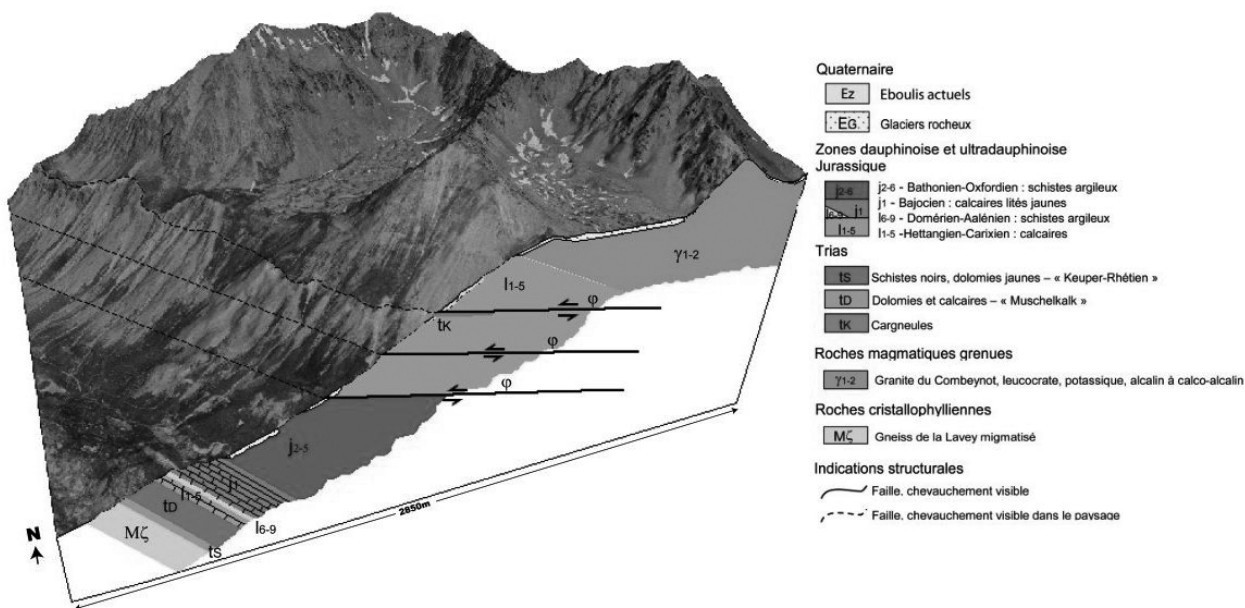 γ1-2
l1-5
φ
tK
φ
φ
j2-5
j1
l1-5
tD
l6-9
Mζ
tS
2850m
N
Quaternaire
Ez Eboulis actuels
EG Glaciers rocheux
Zones dauphinoise et ultradauphinoise
Jurassique
j2-6 j2-6 - Bathonien-Oxfordien : schistes argileux
l6-9 j1 j1 - Bajocien : calcaires lités jaunes
l6-9 - Domérien-Aalénien : schistes argileux
l1-5 l1-5 -Hettangien-Carixien : calcaires
Trias
tS Schistes noirs, dolomies jaunes – « Keuper-Rhétien »
tD Dolomies et calcaires – « Muschelkalk »
tK Cargneules
Roches magmatiques grenues
γ1-2 Granite du Combeynot, leucocrate, potassique, alcalin à calco-alcalin
Roches cristallophylliennes
Mζ Gneiss de la Lavey migmatisé
Indications structurales
Faille. chevauchement visible
Faille. chevauchement visible dans le paysage